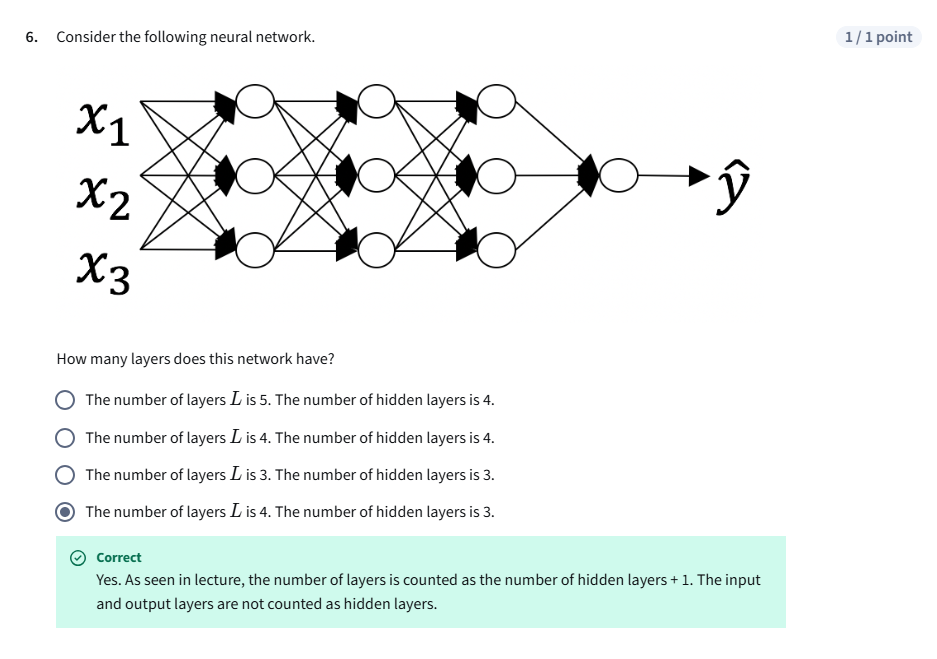 6. Consider the following neural network.
1 / 1 point
x₁
x₂
x₃
ŷ
How many layers does this network have?
The number of layers L is 5. The number of hidden layers is 4.
The number of layers L is 4. The number of hidden layers is 4.
The number of layers L is 3. The number of hidden layers is 3.
The number of layers L is 4. The number of hidden layers is 3.
Correct
Yes. As seen in lecture, the number of layers is counted as the number of hidden layers + 1. The input
and output layers are not counted as hidden layers.